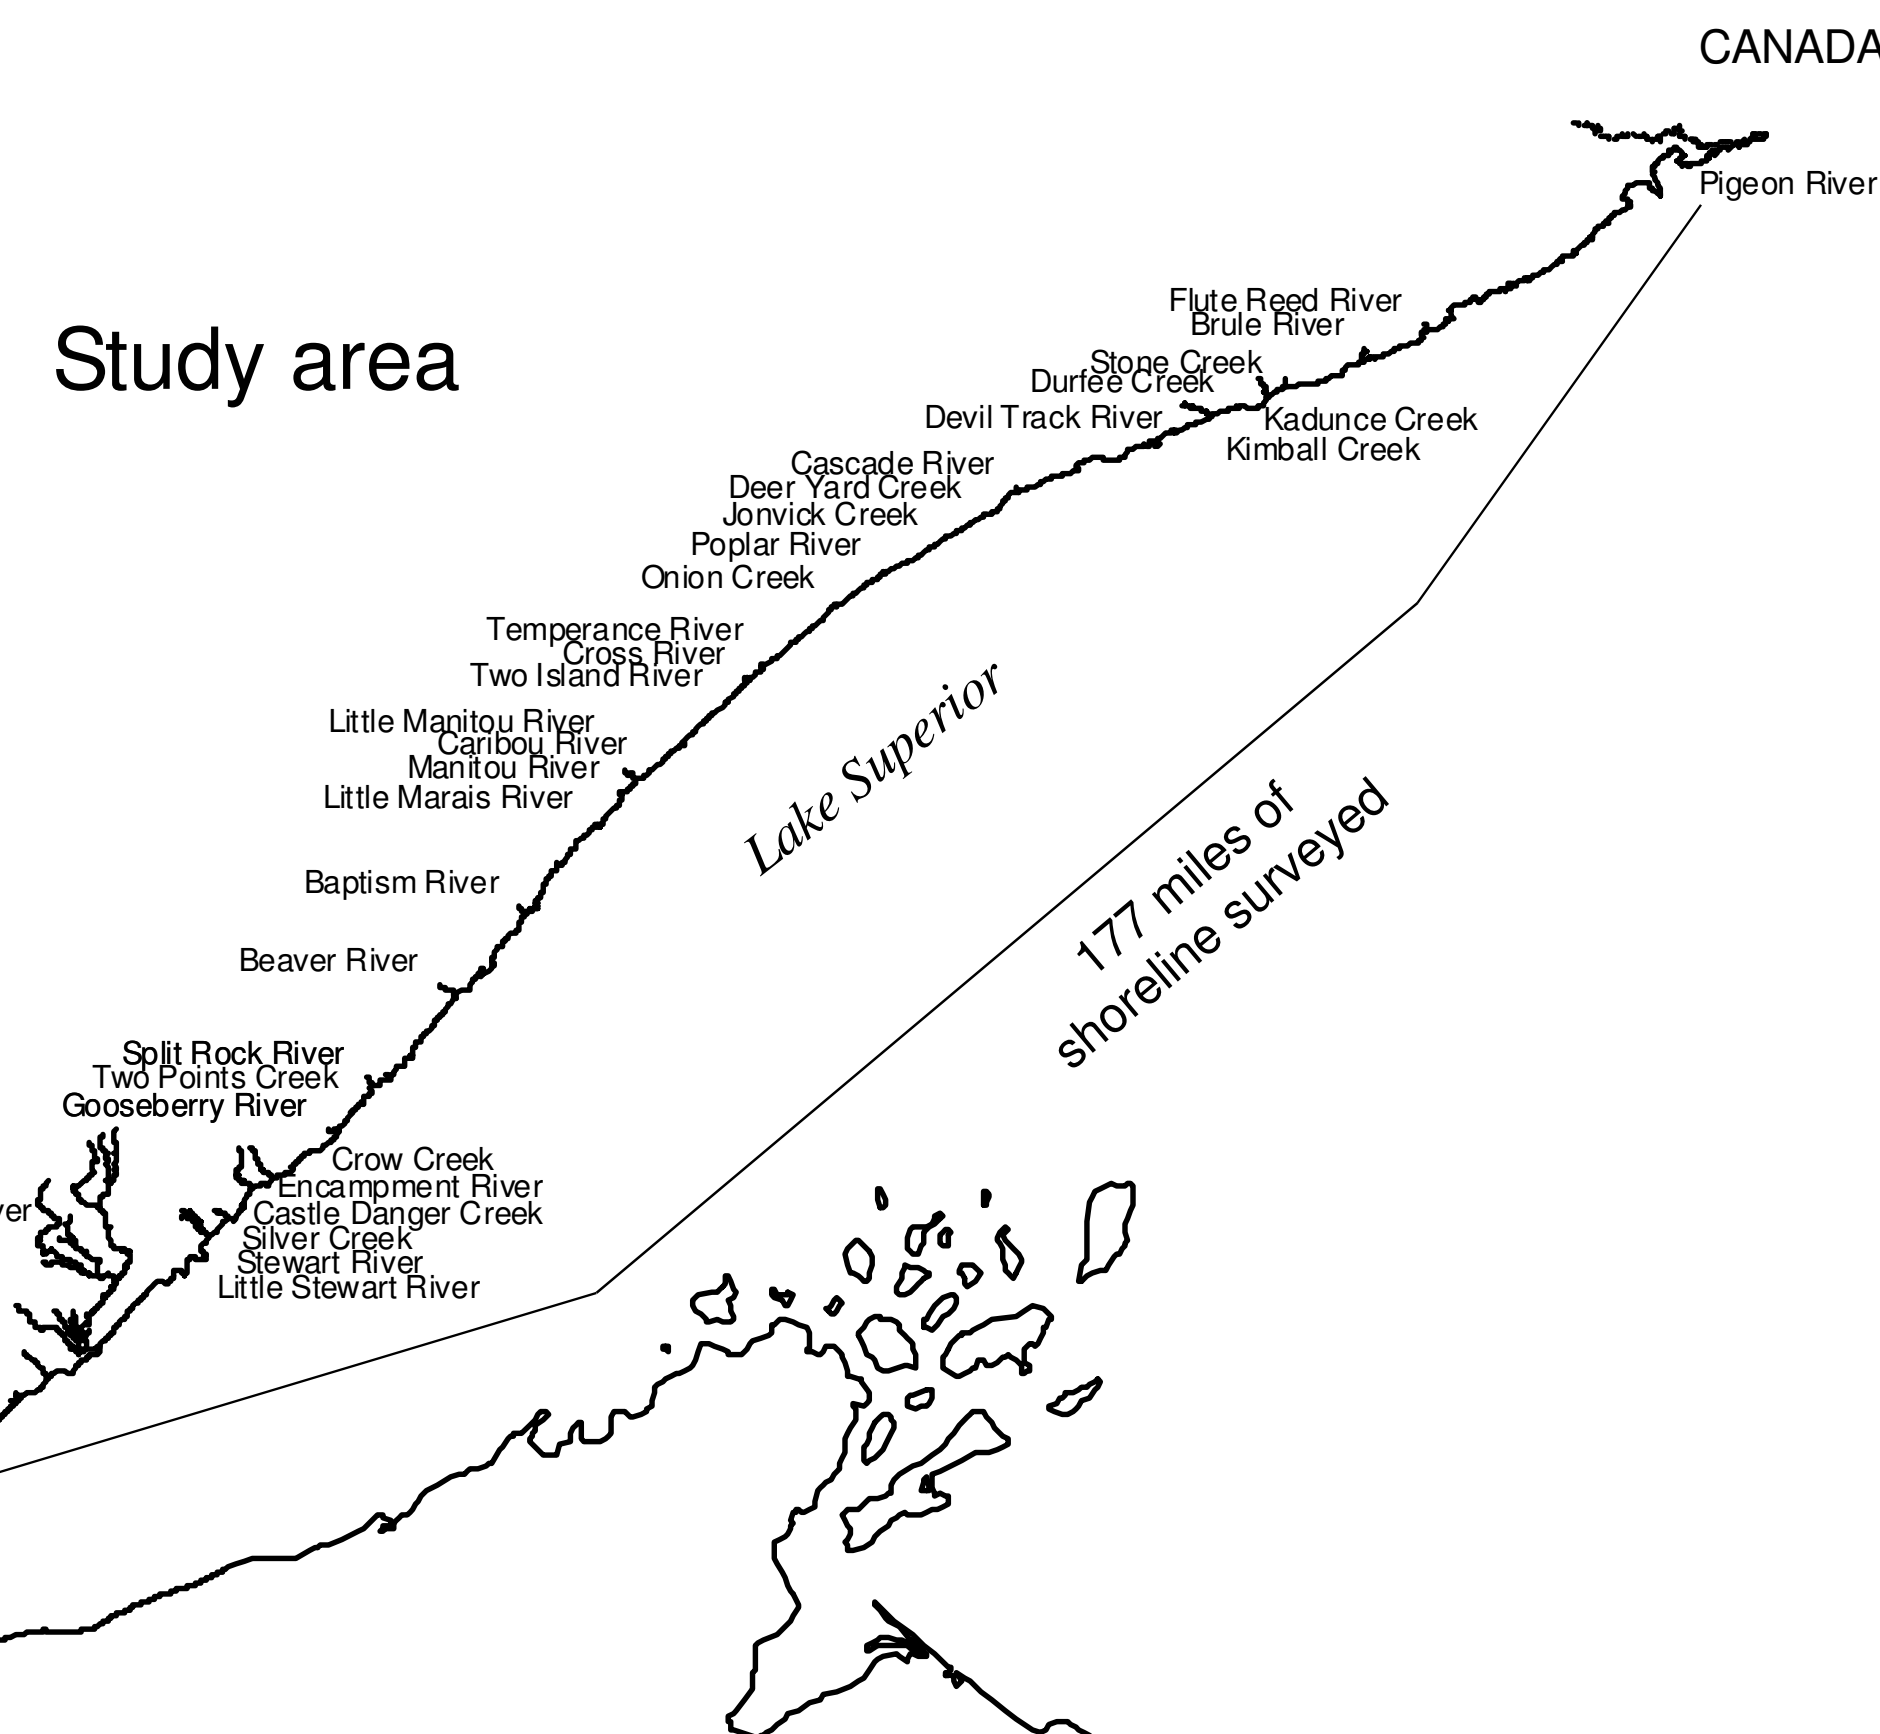 CANADA
Pigeon River
Flute Reed River
Brule River
Study area
Stone Creek
Durfee Creek
Devil Track River
Kadunce Creek
Kimball Creek
Cascade River
Deer Yard Creek
Jonvick Creek
Poplar River
Onion Creek
Temperance River
Cross River
Two Island River
Little Manitou River
Caribou River
Manitou River
Little Marais River
Lake Superior
177 miles of
shoreline surveyed
Baptism River
Beaver River
Split Rock River
Two Points Creek
Gooseberry River
Crow Creek
Encampment River
Castle Danger Creek
Silver Creek
Stewart River
Little Stewart River